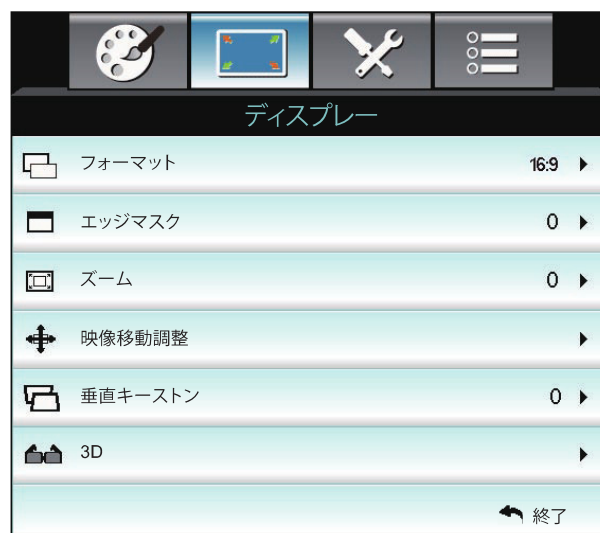 ディスプレー
フォーマット 16:9
エッジマスク 0
ズーム 0
映像移動調整
垂直キーストン 0
3D
終了